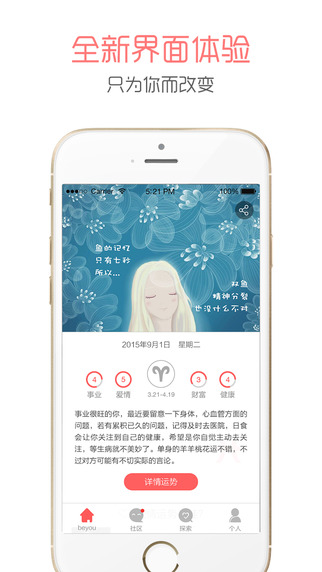 全新界面体验
只为你而改变
Carrier
5:21 PM
100%
鱼的记忆
只有七秒
所以...
双鱼
精神分裂
也没什么不对
2015年9月1日 星期二
4 5 3 4
事业 爱情 3.21-4.19 财富 健康
事业很旺的你，最近要留意一下身体，心血管方面的
问题，若有累积已久的问题，记得及时去医院，日食
会让你关注到自己的健康，希望是你自觉主动去关
注，等生病就不美妙了。单身的羊羊桃花运不错，不
过对方可能有不切实际的言论。
详情运势
beyou 社区 探索 个人